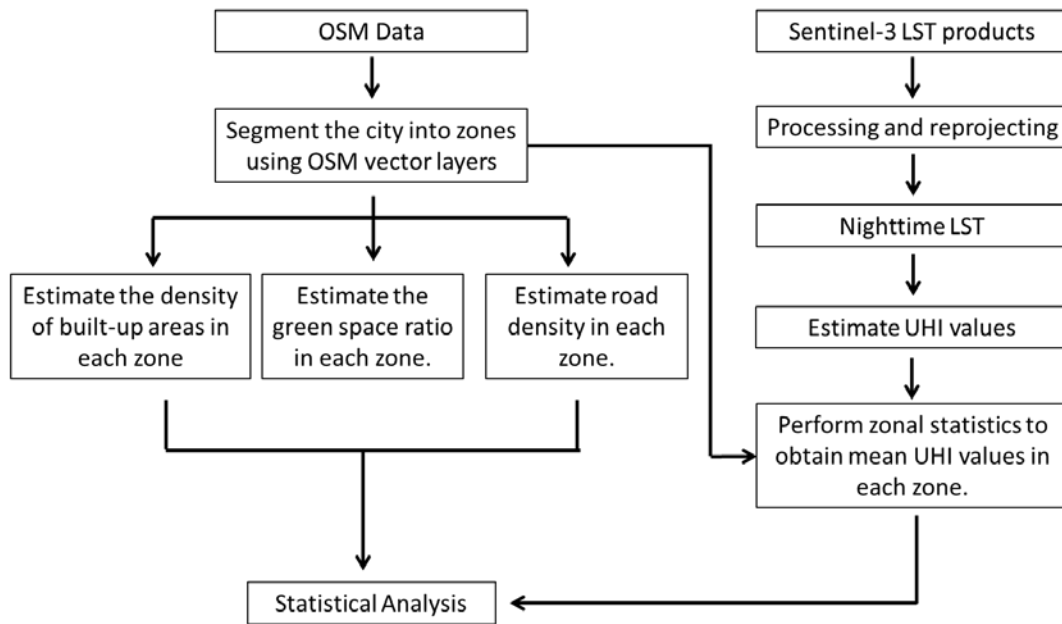 OSM Data
Segment the city into zones
using OSM vector layers
Estimate the density
of built-up areas in
each zone
Estimate the
green space ratio
in each zone.
Estimate road
density in each
zone.
Statistical Analysis
Sentinel-3 LST products
Processing and reprojecting
Nighttime LST
Estimate UHI values
Perform zonal statistics to
obtain mean UHI values in
each zone.